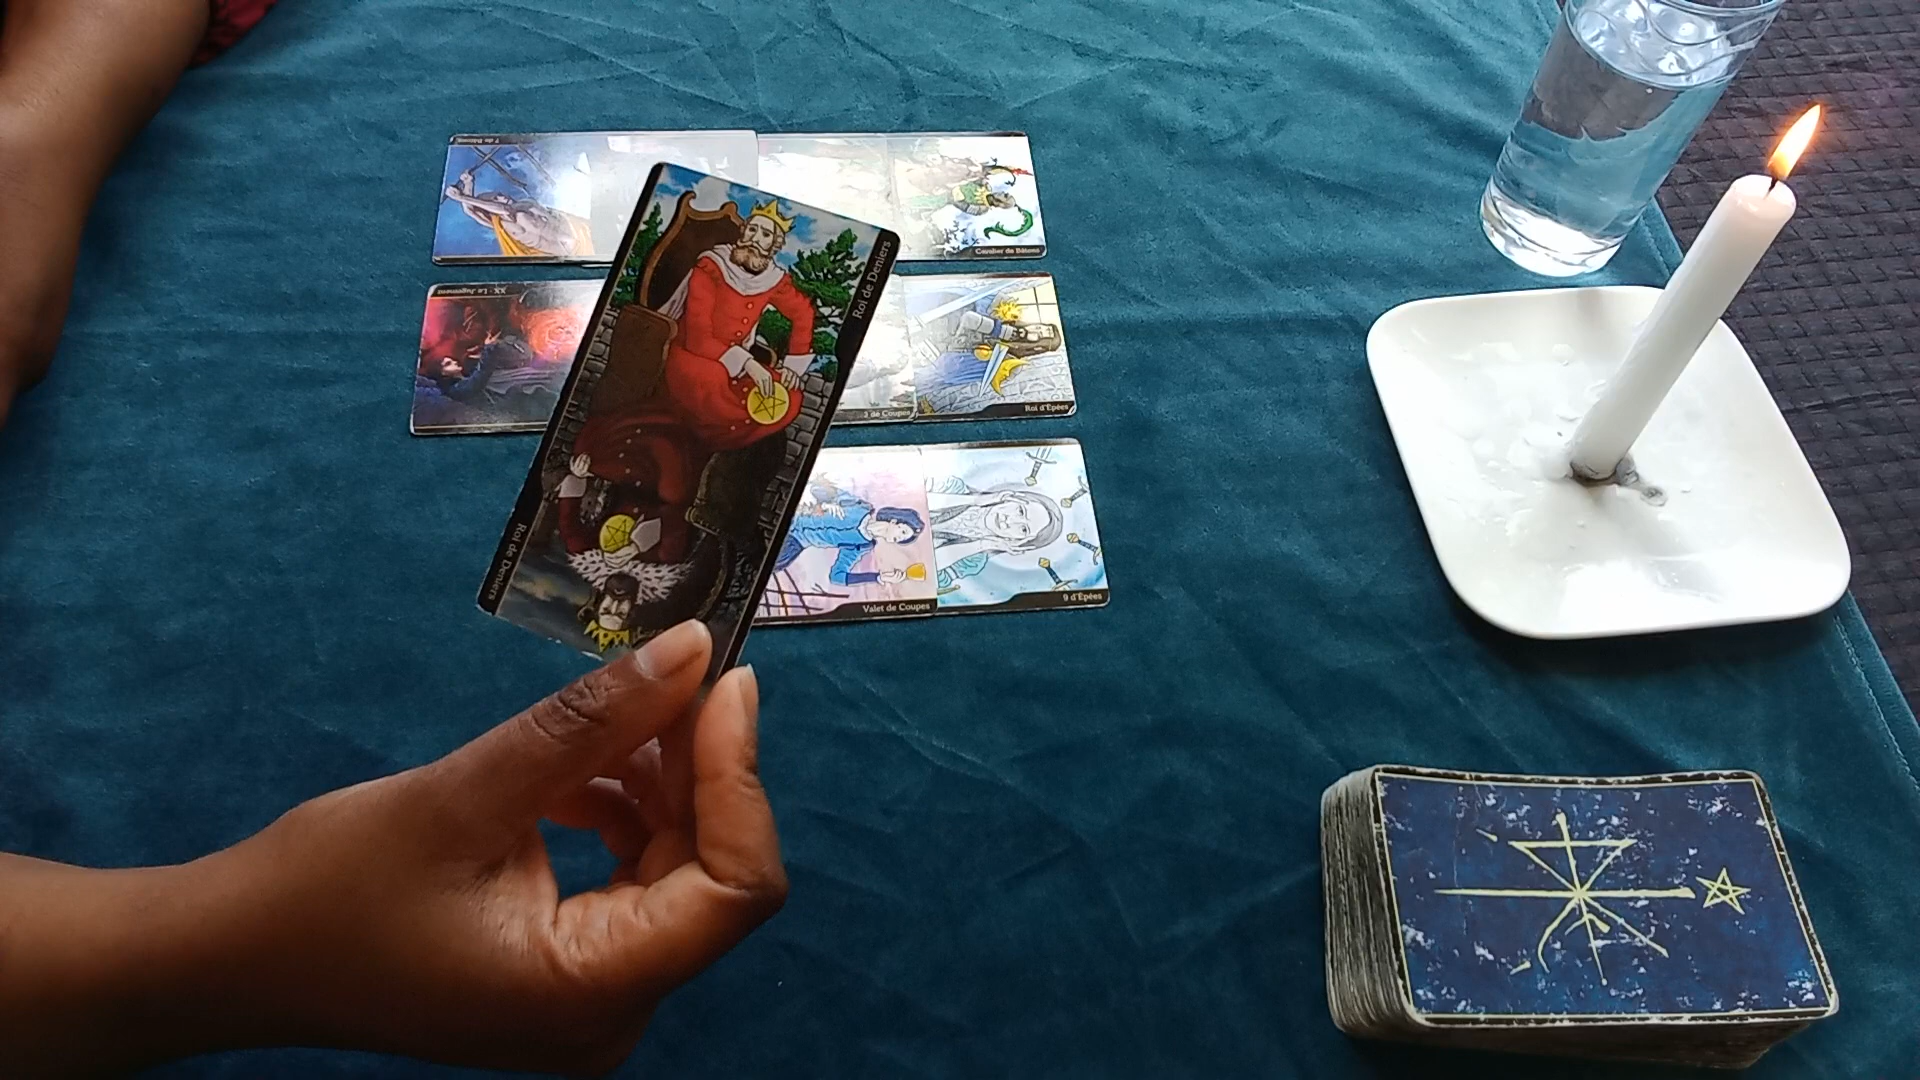 7 de Bâtons
Cavalier de Bâtons
XX - Le Jugement
2 de Coupes
Roi d'Épées
Roi de Deniers
Roi de Deniers
Valet de Coupes
9 d'Épées